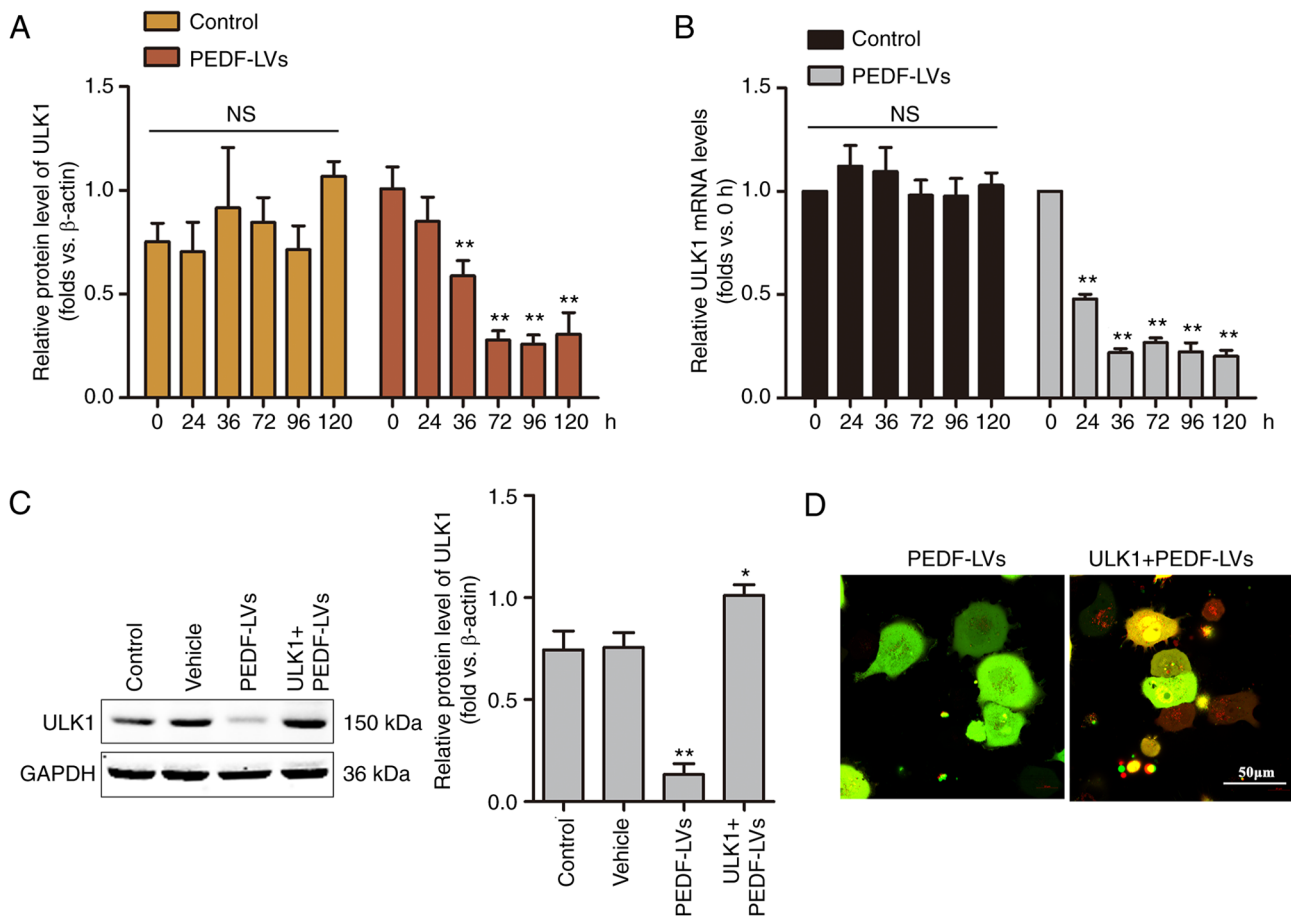 A
Control
PEDF-LVs
Relative protein level of ULK1
(folds vs. β-actin)
1.5
1.0
0.5
0.0
NS
**
**
**
**
0 24 36 72 96 120 0 24 36 72 96 120 h
B
Control
PEDF-LVs
Relative ULK1 mRNA levels
(folds vs. 0 h)
1.5
1.0
0.5
0.0
NS
**
**
**
**
**
0 24 36 72 96 120 0 24 36 72 96 120 h
C
Control
Vehicle
PEDF-LVs
ULK1+
PEDF-LVs
ULK1 150 kDa
GAPDH 36 kDa
Relative protein level of ULK1
(fold vs. β-actin)
1.5
1.0
0.5
0.0
**
*
Control
Vehicle
PEDF-LVs
ULK1+
PEDF-LVs
D
PEDF-LVs
ULK1+PEDF-LVs
50μm